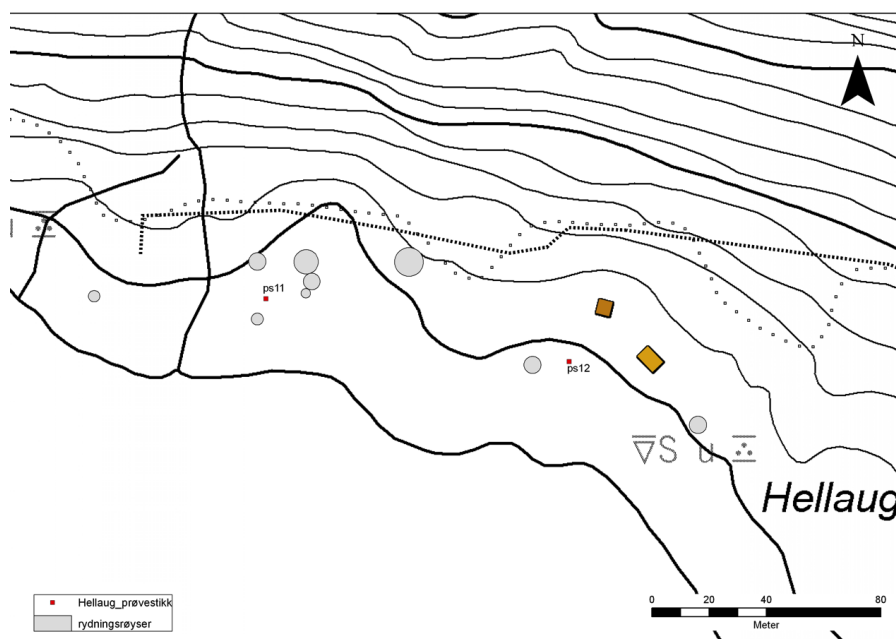 N
ps11
ps12
S u
Hellaug
Hellaug_prøvestikk
rydningsrøyser
0 20 40 80
Meter